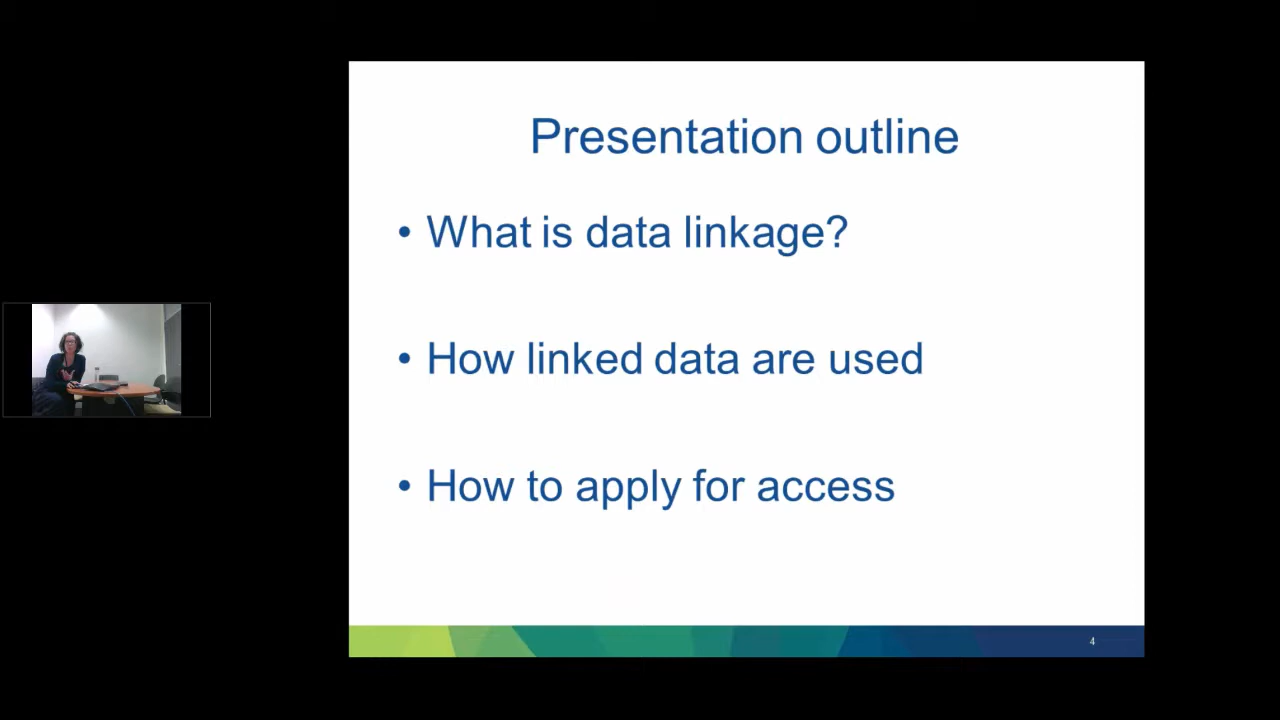 Presentation outline
• What is data linkage?
• How linked data are used
• How to apply for access
4